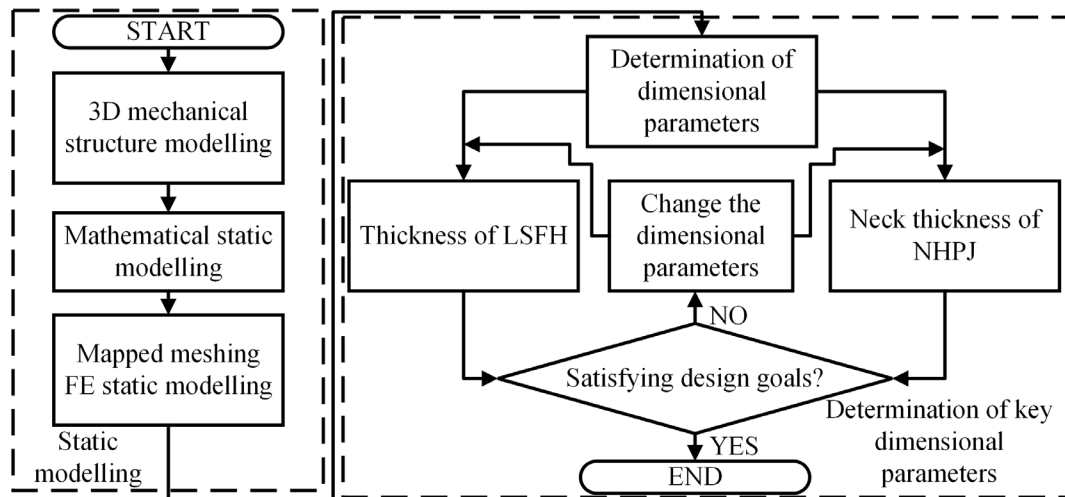 START
3D mechanical
structure modelling
Mathematical static
modelling
Mapped meshing
FE static modelling
Static
modelling
Determination of
dimensional
parameters
Thickness of LSFH
Change the
dimensional
parameters
Neck thickness of
NHPJ
NO
Satisfying design goals?
YES
END
Determination of key
dimensional
parameters